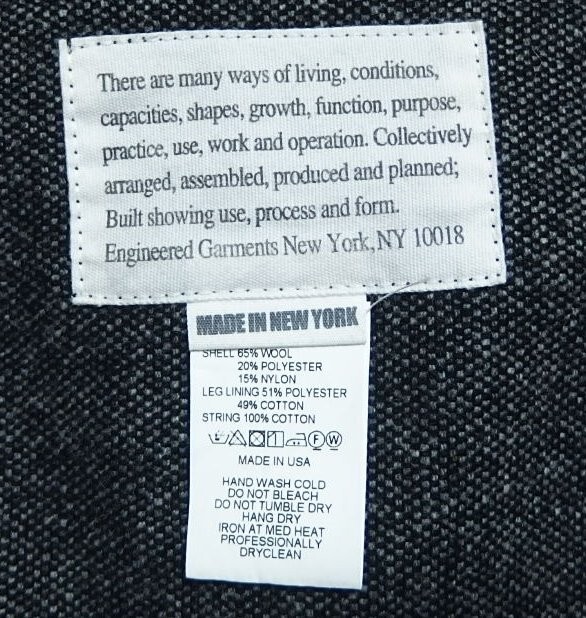 There are many ways of living, conditions,
capacities, shapes, growth, function, purpose,
practice, use, work and operation. Collectively
arranged, assembled, produced and planned;
Built showing use, process and form.
Engineered Garments New York, NY 10018
MADE IN NEW YORK
SHELL 65% WOOL
20% POLYESTER
15% NYLON
LEG LINING 51% POLYESTER
49% COTTON
STRING 100% COTTON
F W
MADE IN USA
HAND WASH COLD
DO NOT BLEACH
DO NOT TUMBLE DRY
HANG DRY
IRON AT MED HEAT
PROFESSIONALLY
DRYCLEAN